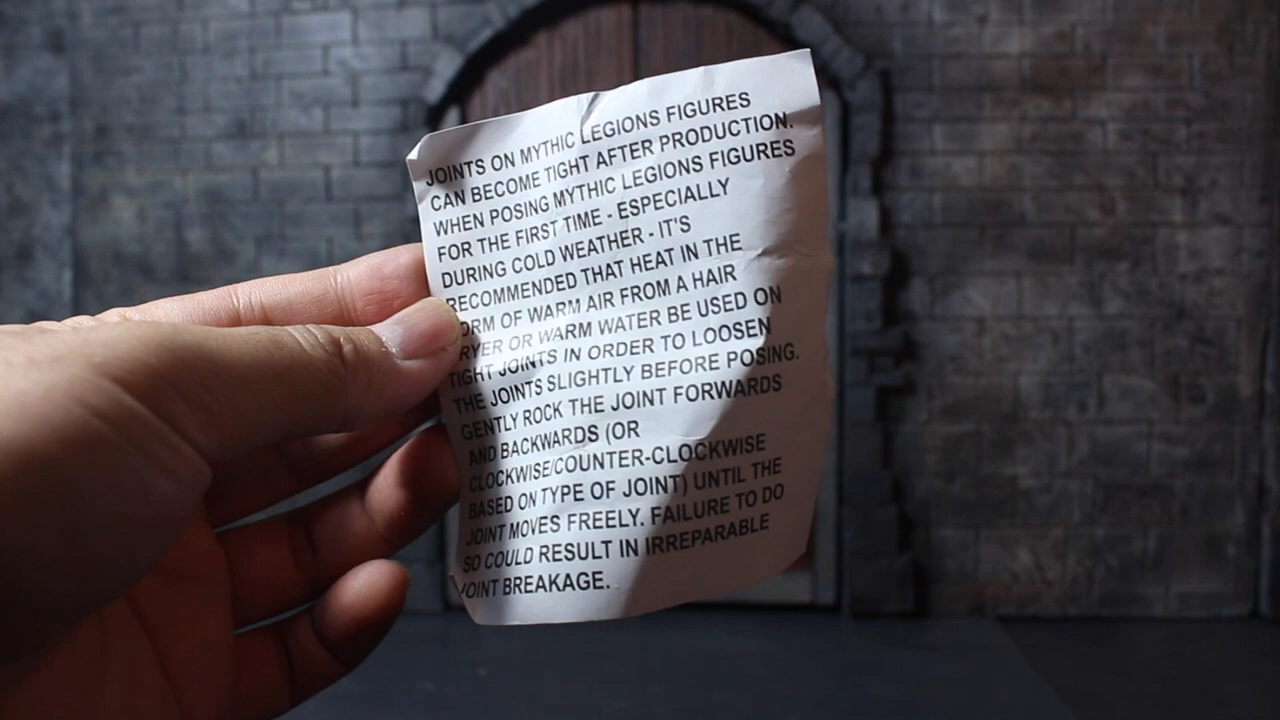 JOINTS ON MYTHIC LEGIONS FIGURES
CAN BECOME TIGHT AFTER PRODUCTION.
WHEN POSING MYTHIC LEGIONS FIGURES
FOR THE FIRST TIME - ESPECIALLY
DURING COLD WEATHER - IT'S
RECOMMENDED THAT HEAT IN THE
ORM OF WARM AIR FROM A HAIR
RYER OR WARM WATER BE USED ON
TIGHT JOINTS IN ORDER TO LOOSEN
THE JOINTS SLIGHTLY BEFORE POSING.
GENTLY ROCK THE JOINT FORWARDS
AND BACKWARDS (OR
CLOCKWISE/COUNTER-CLOCKWISE
BASED ON TYPE OF JOINT) UNTIL THE
JOINT MOVES FREELY. FAILURE TO DO
SO COULD RESULT IN IRREPARABLE
JOINT BREAKAGE.